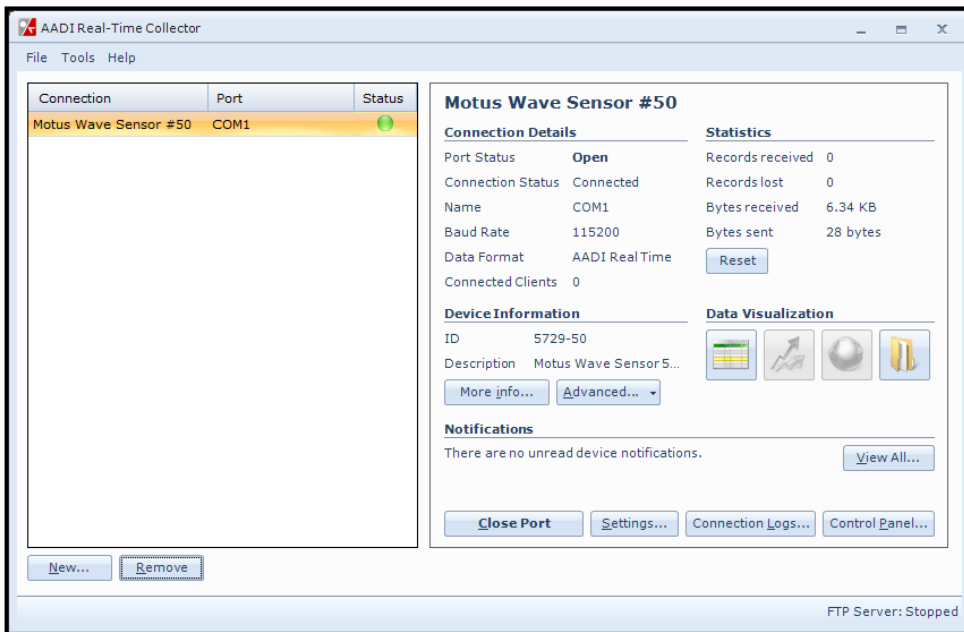 AADI Real-Time Collector
File Tools Help
Connection Port Status
Motus Wave Sensor #50 COM1
New... Remove
Motus Wave Sensor #50
Connection Details
Port Status Open
Connection Status Connected
Name COM1
Baud Rate 115200
Data Format AADI Real Time
Connected Clients 0
Statistics
Records received 0
Records lost 0
Bytes received 6.34 KB
Bytes sent 28 bytes
Reset
Device Information
ID 5729-50
Description Motus Wave Sensor 5...
More info... Advanced...
Data Visualization
Notifications
There are no unread device notifications.
View All...
Close Port Settings... Connection Logs... Control Panel...
FTP Server: Stopped